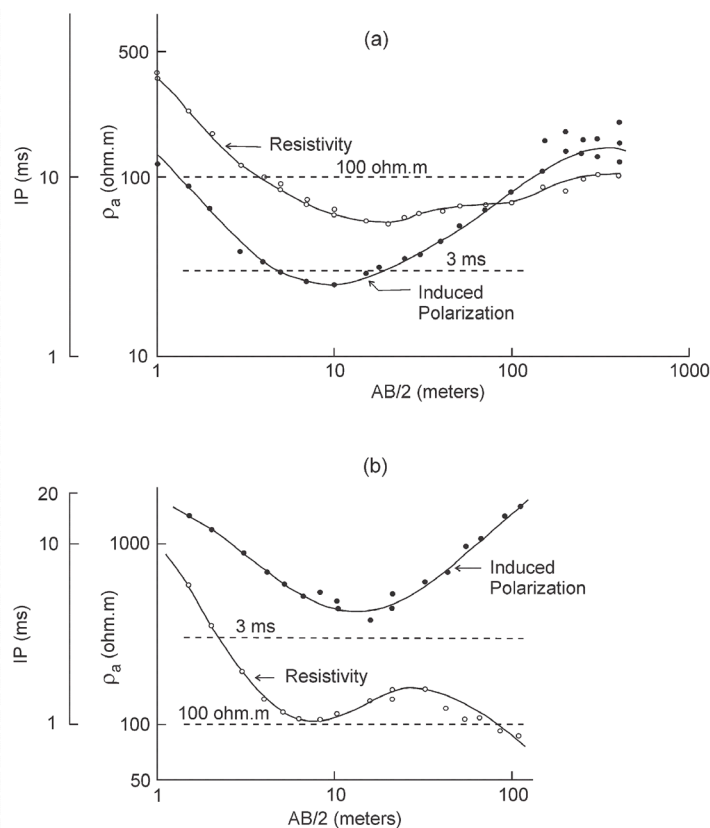 (a)
500
Resistivity
100 ohm.m
10
100
IP (ms)
ρa (ohm.m)
3 ms
Induced
Polarization
1
10
1
10
100
1000
AB/2 (meters)
(b)
20
10
1000
Induced
Polarization
IP (ms)
ρa (ohm.m)
3 ms
Resistivity
100 ohm.m
1
100
50
1
10
100
AB/2 (meters)